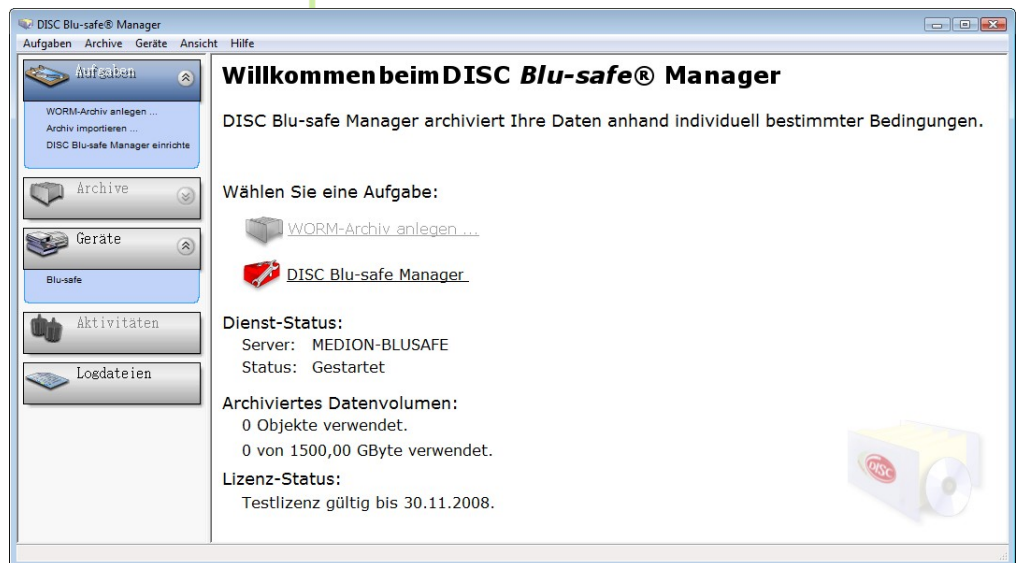 DISC Blu-safe® Manager
Aufgaben Archive Geräte Ansicht Hilfe
Aufgaben
WORM-Archiv anlegen ...
Archiv importieren ...
DISC Blu-safe Manager einrichte
Archive
Geräte
Blu-safe
Aktivitäten
Logdateien
Willkommen beim DISC Blu-safe® Manager
DISC Blu-safe Manager archiviert Ihre Daten anhand individuell bestimmter Bedingungen.
Wählen Sie eine Aufgabe:
WORM-Archiv anlegen ...
DISC Blu-safe Manager
Dienst-Status:
Server: MEDION-BLUSAFE
Status: Gestartet
Archiviertes Datenvolumen:
0 Objekte verwendet.
0 von 1500,00 GByte verwendet.
Lizenz-Status:
Testlizenz gültig bis 30.11.2008.
DISC